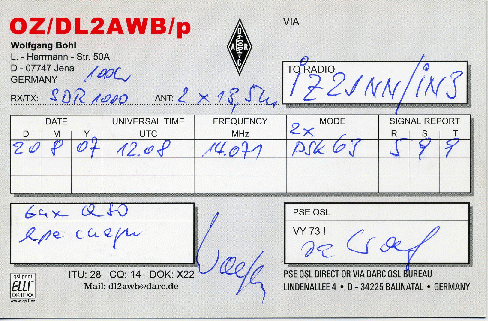 OZ/DL2AWB/p
VIA
Wolfgang Bohl
L. - Herrmann - Str. 50A
D - 07747 Jena
GERMANY
100W
TO RADIO
IZ2JNN/IN3
RX/TX: SDR 1000 ANT: 2 x 13,5m
DATE UNIVERSAL TIME FREQUENCY MODE SIGNAL REPORT
D M Y UTC MHz 2x R S T
20 8 07 12.08 14.071 PSK 63 5 9 9
QSO
PSE QSL
VY 73 !
de
ITU: 28 CQ: 14 DOK: X22
Mail: dl2awb@darc.de
PSE QSL DIRECT OR VIA DARC QSL BUREAU
LINDENALLEE 4 • D - 34225 BAUNATAL • GERMANY